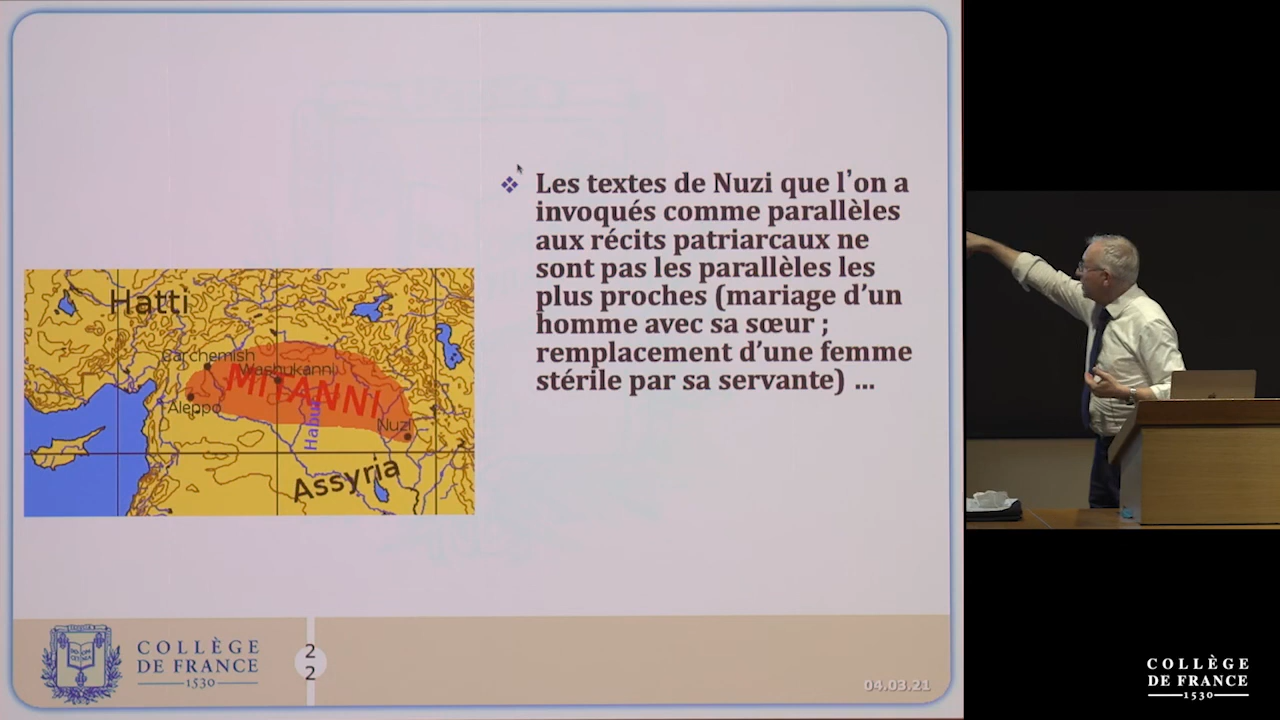 Les textes de Nuzi que l'on a
invoqués comme parallèles
aux récits patriarcaux ne
sont pas les parallèles les
plus proches (mariage d'un
homme avec sa sœur ;
remplacement d'une femme
stérile par sa servante) ...
Hatti
Carchemish
Washukanni
MITANNI
Aleppo
Habur
Nuzi
Assyria
COLLÈGE
DE FRANCE
1530
2
2
04.03.21
COLLÈGE
DE FRANCE
1530